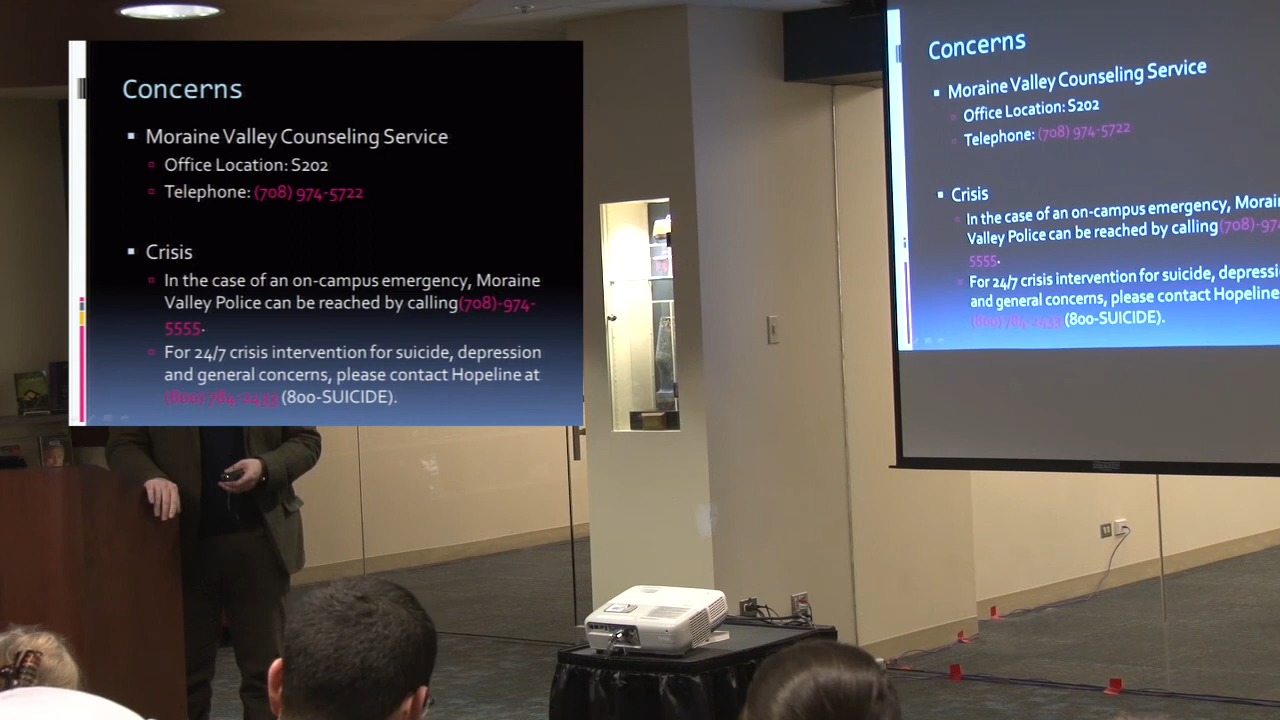 Concerns
Moraine Valley Counseling Service
Office Location: S202
Telephone: (708) 974-5722
Crisis
In the case of an on-campus emergency, Moraine
Valley Police can be reached by calling(708)-974-
5555.
For 24/7 crisis intervention for suicide, depression
and general concerns, please contact Hopeline at
(800) 784-2433 (800-SUICIDE).
Concerns
Moraine Valley Counseling Service
Office Location: S202
Telephone: (708) 974-5722
Crisis
In the case of an on-campus emergency, Morai
Valley Police can be reached by calling(708)-974
5555.
For 24/7 crisis intervention for suicide, depressi
and general concerns, please contact Hopeline
(800) 784-2433 (800-SUICIDE).